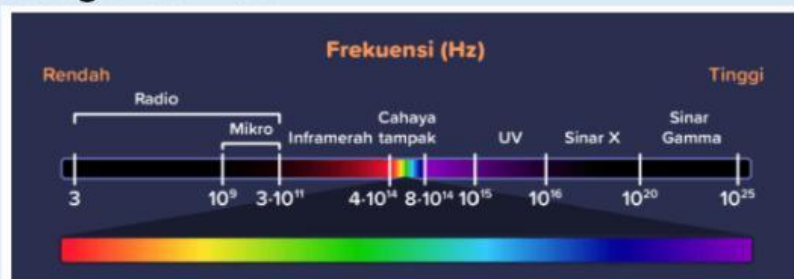 Frekuensi (Hz)
Rendah
Tinggi
Radio
Mikro
Inframerah
Cahaya
tampak
UV
Sinar X
Sinar
Gamma
3
10⁹
3·10¹¹
4·10¹⁴
8·10¹⁴
10¹⁵
10¹⁶
10²⁰
10²⁵